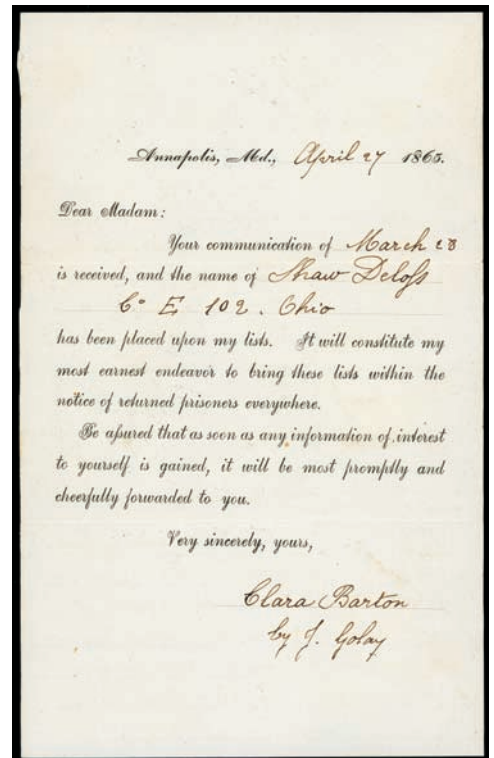 Annapolis, Md., April 27 1865.
Dear Madam:
Your communication of March 28
is received, and the name of Shaw Deloss
Co E 102. Ohio
has been placed upon my lists. It will constitute my
most earnest endeavor to bring these lists within the
notice of returned prisoners everywhere.
Be assured that as soon as any information of interest
to yourself is gained, it will be most promptly and
cheerfully forwarded to you.
Very sincerely, yours,
Clara Barton
by J. Golay